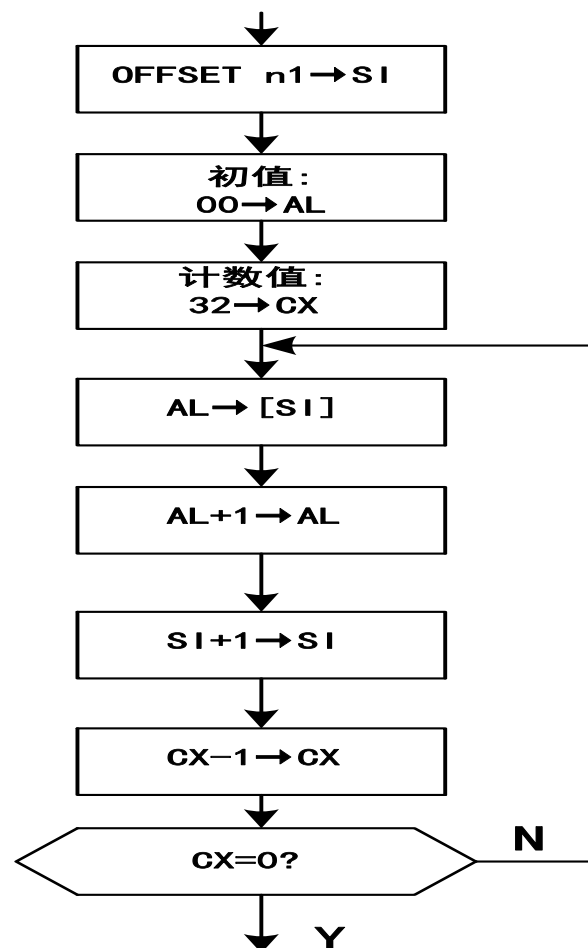 OFFSET n1→SI
初值:
00→AL
计数值:
32→CX
AL→[SI]
AL+1→AL
SI+1→SI
CX-1→CX
CX=0?
N
Y